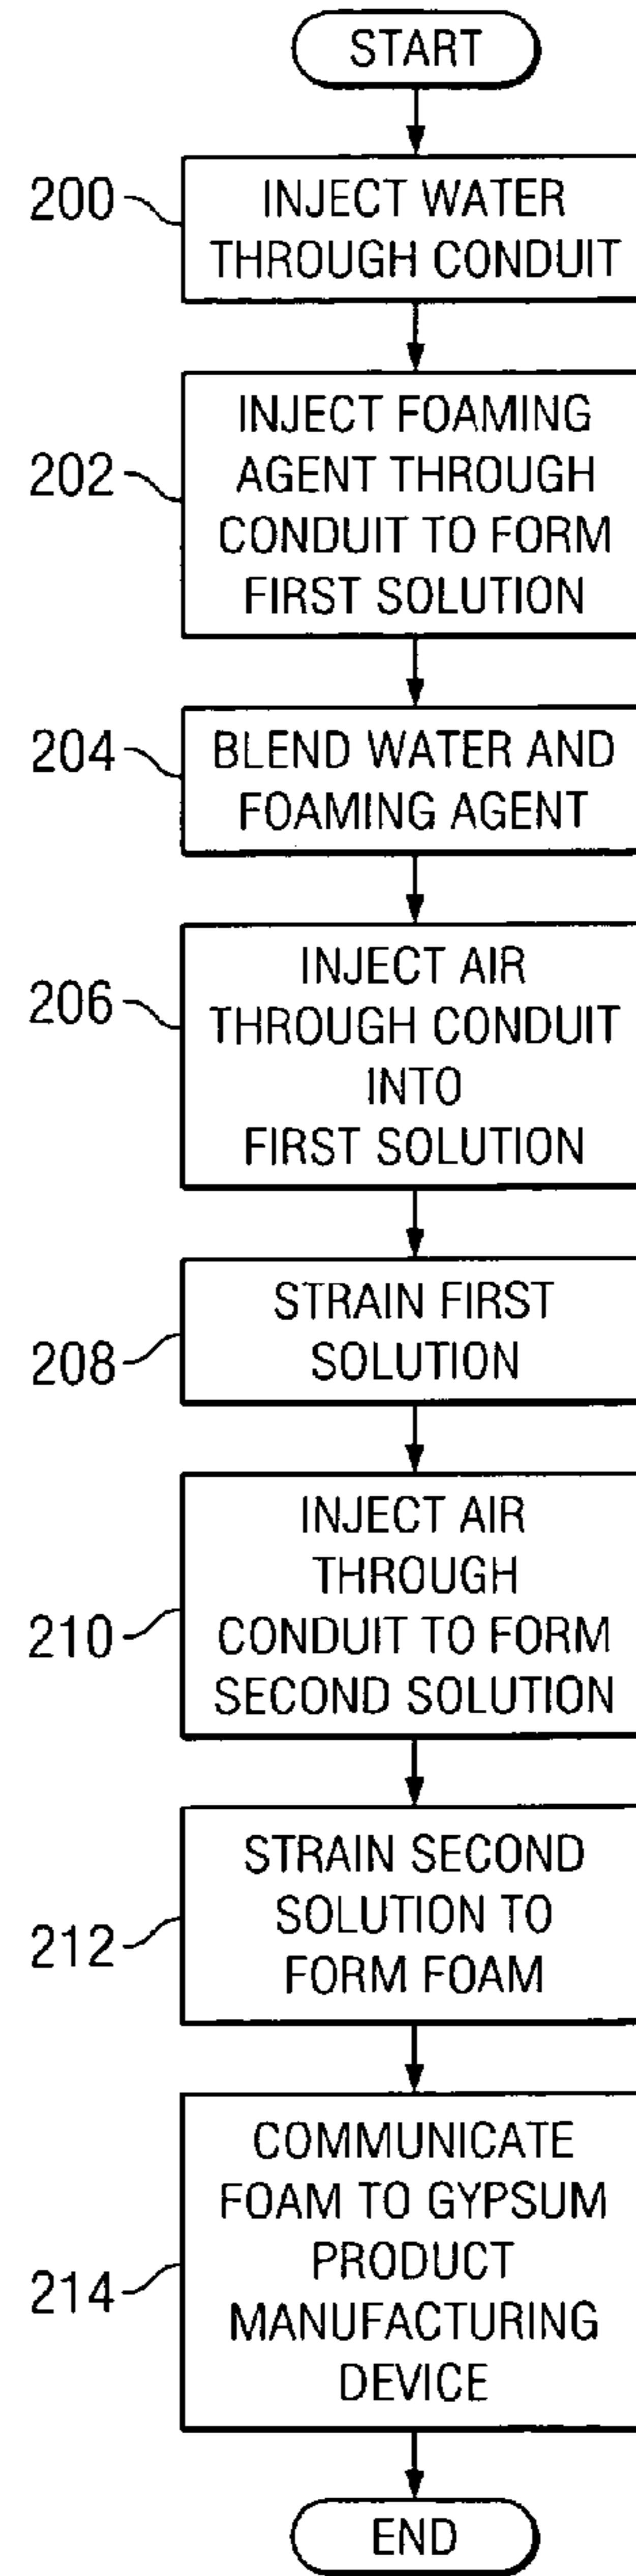 START
200
INJECT WATER
THROUGH CONDUIT
202
INJECT FOAMING
AGENT THROUGH
CONDUIT TO FORM
FIRST SOLUTION
204
BLEND WATER AND
FOAMING AGENT
206
INJECT AIR
THROUGH CONDUIT
INTO
FIRST SOLUTION
208
STRAIN FIRST
SOLUTION
210
INJECT AIR
THROUGH
CONDUIT TO FORM
SECOND SOLUTION
212
STRAIN SECOND
SOLUTION TO
FORM FOAM
214
COMMUNICATE
FOAM TO GYPSUM
PRODUCT
MANUFACTURING
DEVICE
END